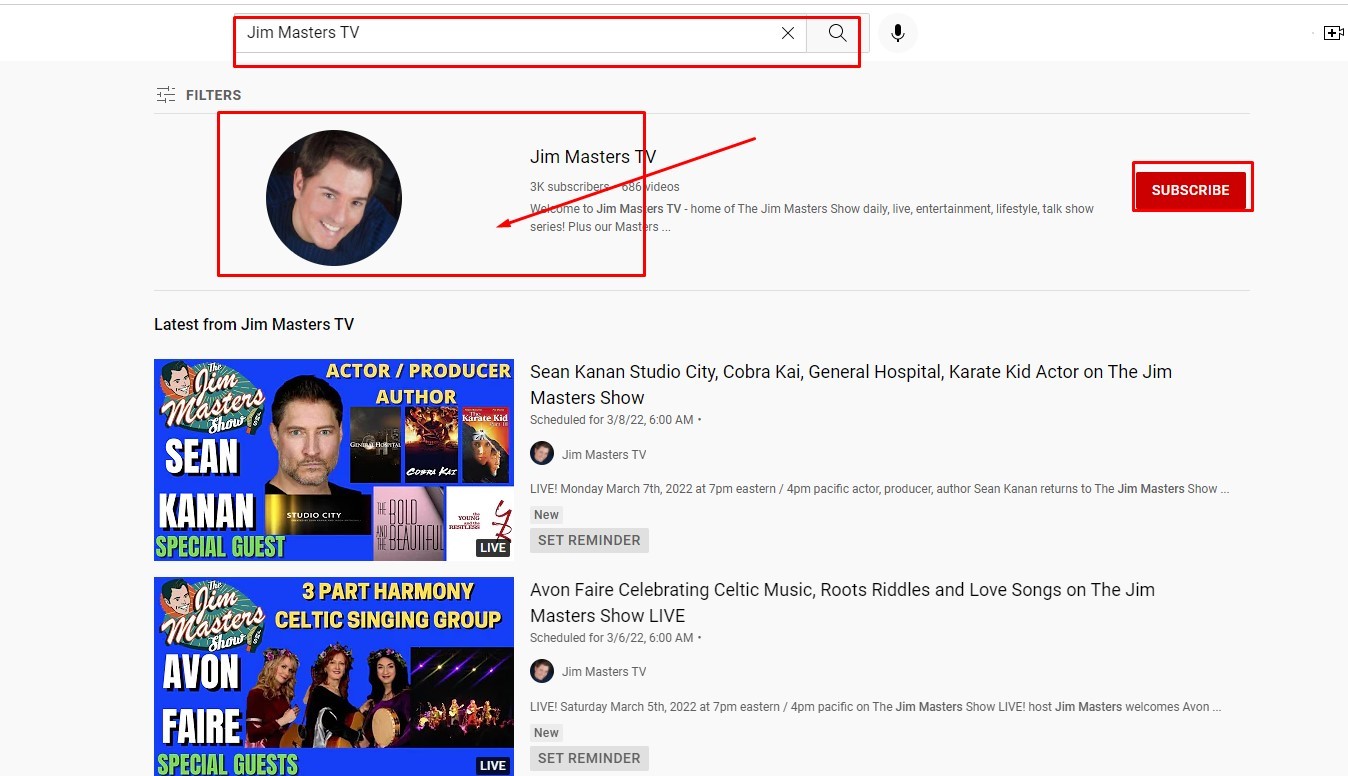 Jim Masters TV
FILTERS
Jim Masters TV
3K subscribers • 686 videos
Welcome to Jim Masters TV - home of The Jim Masters Show daily, live, entertainment, lifestyle, talk show
series! Plus our Masters ...
SUBSCRIBE
Latest from Jim Masters TV
The
Jim
Masters
Show
ACTOR / PRODUCER
AUTHOR
SEAN
KANAN
SPECIAL GUEST
GENERAL HOSPITAL
COBRA KAI
The
Karate Kid
Part III
STUDIO CITY
THE
BOLD
AND THE
BEAUTIFUL
the
YOUNG
and the
RESTLESS
LIVE
Sean Kanan Studio City, Cobra Kai, General Hospital, Karate Kid Actor on The Jim
Masters Show
Scheduled for 3/8/22, 6:00 AM •
Jim Masters TV
LIVE! Monday March 7th, 2022 at 7pm eastern / 4pm pacific actor, producer, author Sean Kanan returns to The Jim Masters Show ...
New
SET REMINDER
The
Jim
Masters
Show
3 PART HARMONY
CELTIC SINGING GROUP
AVON
FAIRE
SPECIAL GUESTS
LIVE
Avon Faire Celebrating Celtic Music, Roots Riddles and Love Songs on The Jim
Masters Show LIVE
Scheduled for 3/6/22, 6:00 AM •
Jim Masters TV
LIVE! Saturday March 5th, 2022 at 7pm eastern / 4pm pacific on The Jim Masters Show LIVE! host Jim Masters welcomes Avon ...
New
SET REMINDER